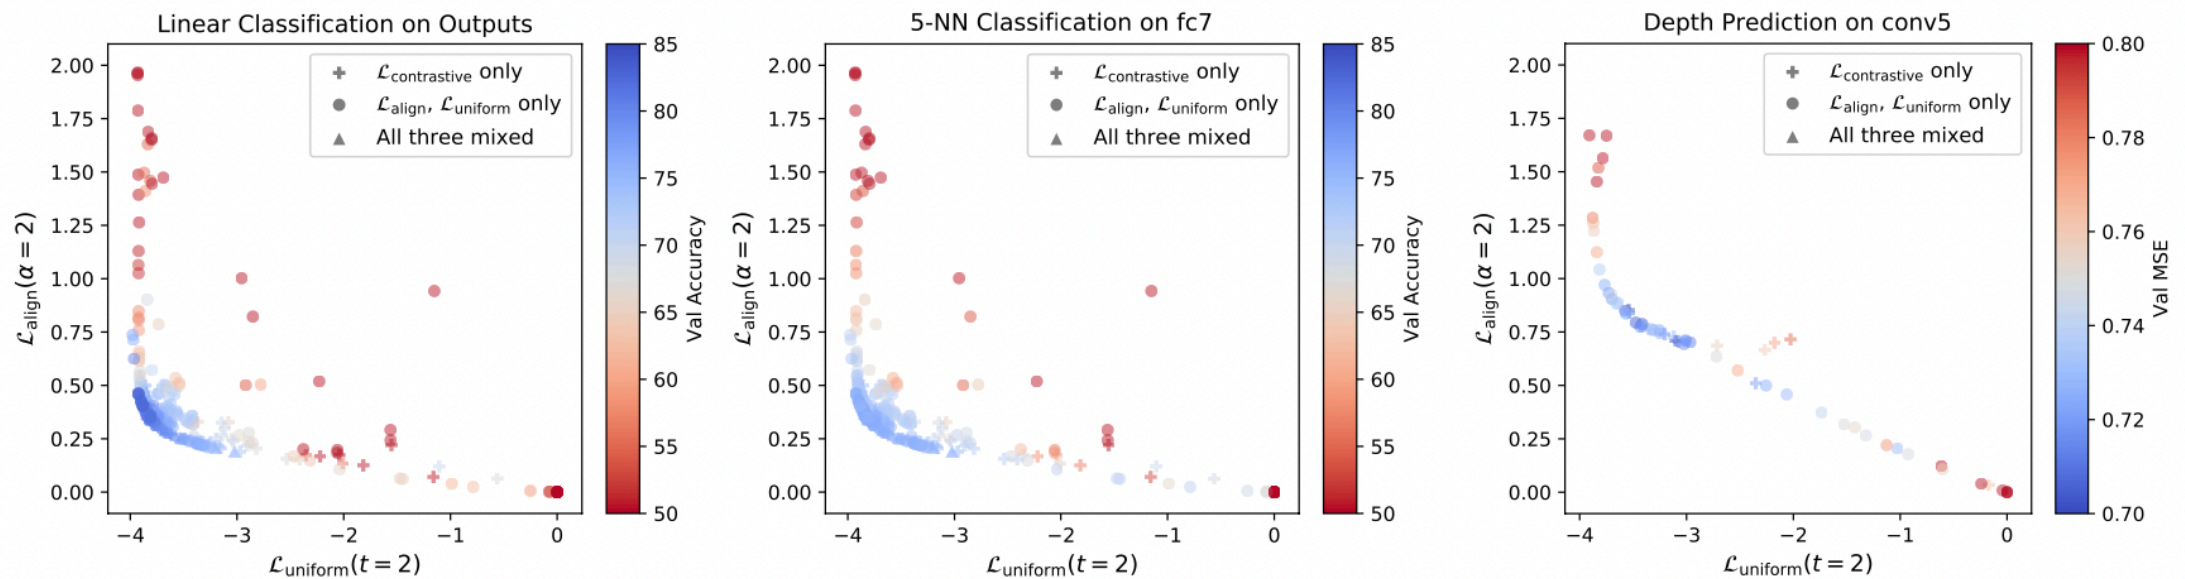 Linear Classification on Outputs
ℒcontrastive only
ℒalign, ℒuniform only
All three mixed
2.00
1.75
1.50
1.25
1.00
0.75
0.50
0.25
0.00
ℒalign(α = 2)
−4 −3 −2 −1 0
ℒuniform(t = 2)
85
80
75
70
65
60
55
50
Val Accuracy
5-NN Classification on fc7
ℒcontrastive only
ℒalign, ℒuniform only
All three mixed
2.00
1.75
1.50
1.25
1.00
0.75
0.50
0.25
0.00
ℒalign(α = 2)
−4 −3 −2 −1 0
ℒuniform(t = 2)
85
80
75
70
65
60
55
50
Val Accuracy
Depth Prediction on conv5
ℒcontrastive only
ℒalign, ℒuniform only
All three mixed
2.00
1.75
1.50
1.25
1.00
0.75
0.50
0.25
0.00
ℒalign(α = 2)
−4 −3 −2 −1 0
ℒuniform(t = 2)
0.80
0.78
0.76
0.74
0.72
0.70
Val MSE